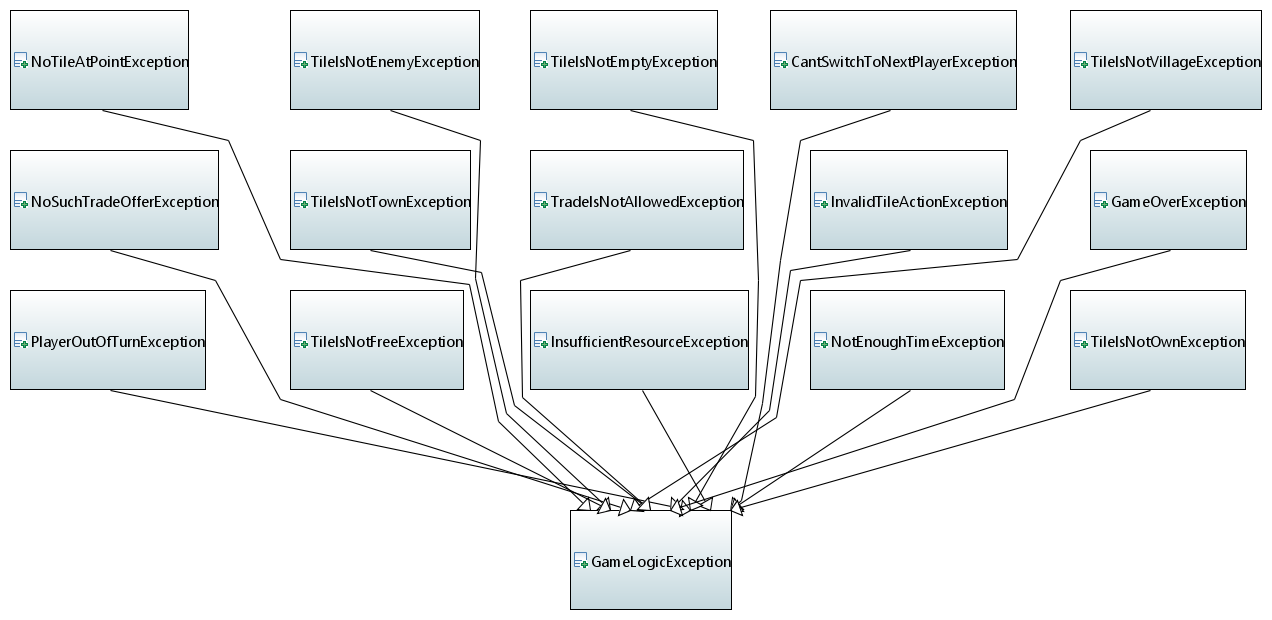 NoTileAtPointException
TileIsNotEnemyException
TileIsNotEmptyException
CantSwitchToNextPlayerException
TileIsNotVillageException
NoSuchTradeOfferException
TileIsNotTownException
TradeIsNotAllowedException
InvalidTileActionException
GameOverException
PlayerOutOfTurnException
TileIsNotFreeException
InsufficientResourceException
NotEnoughTimeException
TileIsNotOwnException
GameLogicException